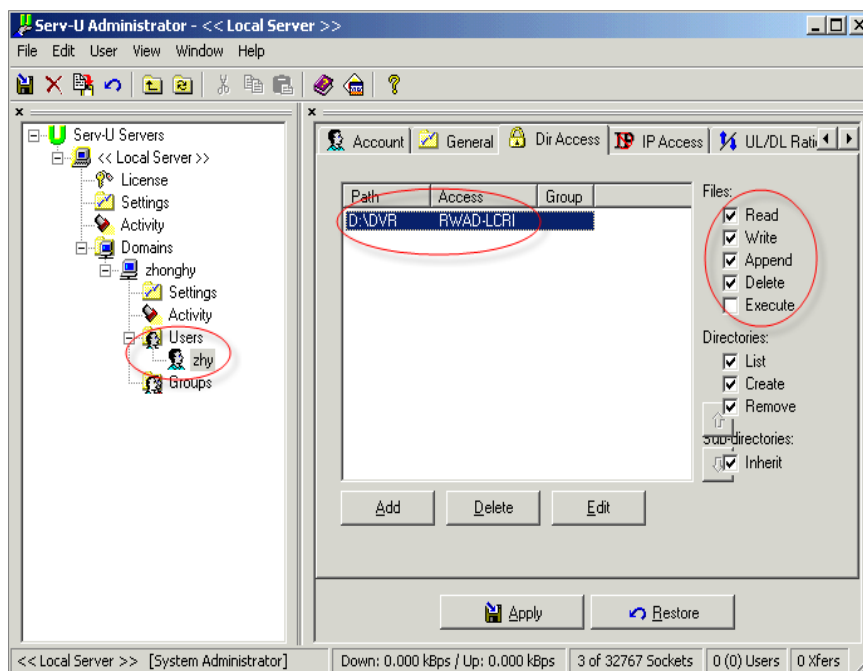 Serv-U Administrator - << Local Server >>
File Edit User View Window Help
Serv-U Servers
<< Local Server >>
License
Settings
Activity
Domains
zhonghy
Settings
Activity
Users
zhy
Groups
Account General Dir Access IP Access UL/DL Rati
Path Access Group
D:\DVR RWAD-LCRI
Files:
Read
Write
Append
Delete
Execute
Directories:
List
Create
Remove
Sub-directories:
Inherit
Add Delete Edit
Apply Restore
<< Local Server >> [System Administrator] Down: 0.000 kBps / Up: 0.000 kBps 3 of 32767 Sockets 0 (0) Users 0 Xfers